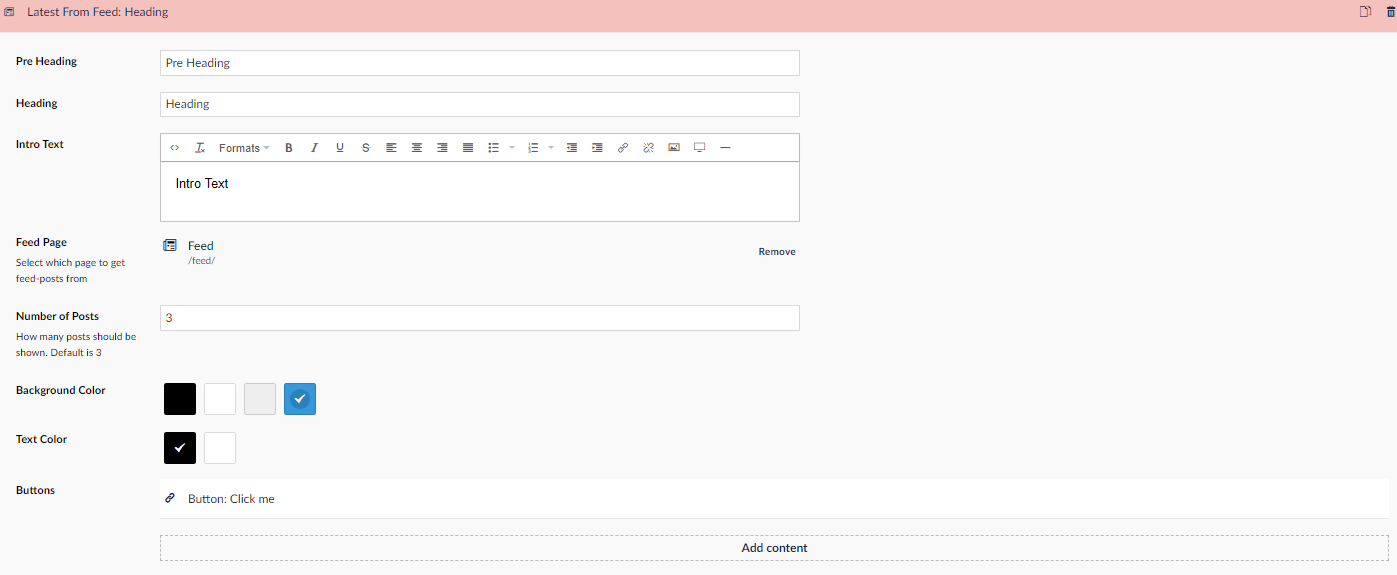 Latest From Feed: Heading
Pre Heading
Pre Heading
Heading
Heading
Intro Text
Formats
B I U S
Intro Text
Feed Page
Select which page to get
feed-posts from
Feed
/feed/
Remove
Number of Posts
How many posts should be
shown. Default is 3
3
Background Color
Text Color
Buttons
Button: Click me
Add content